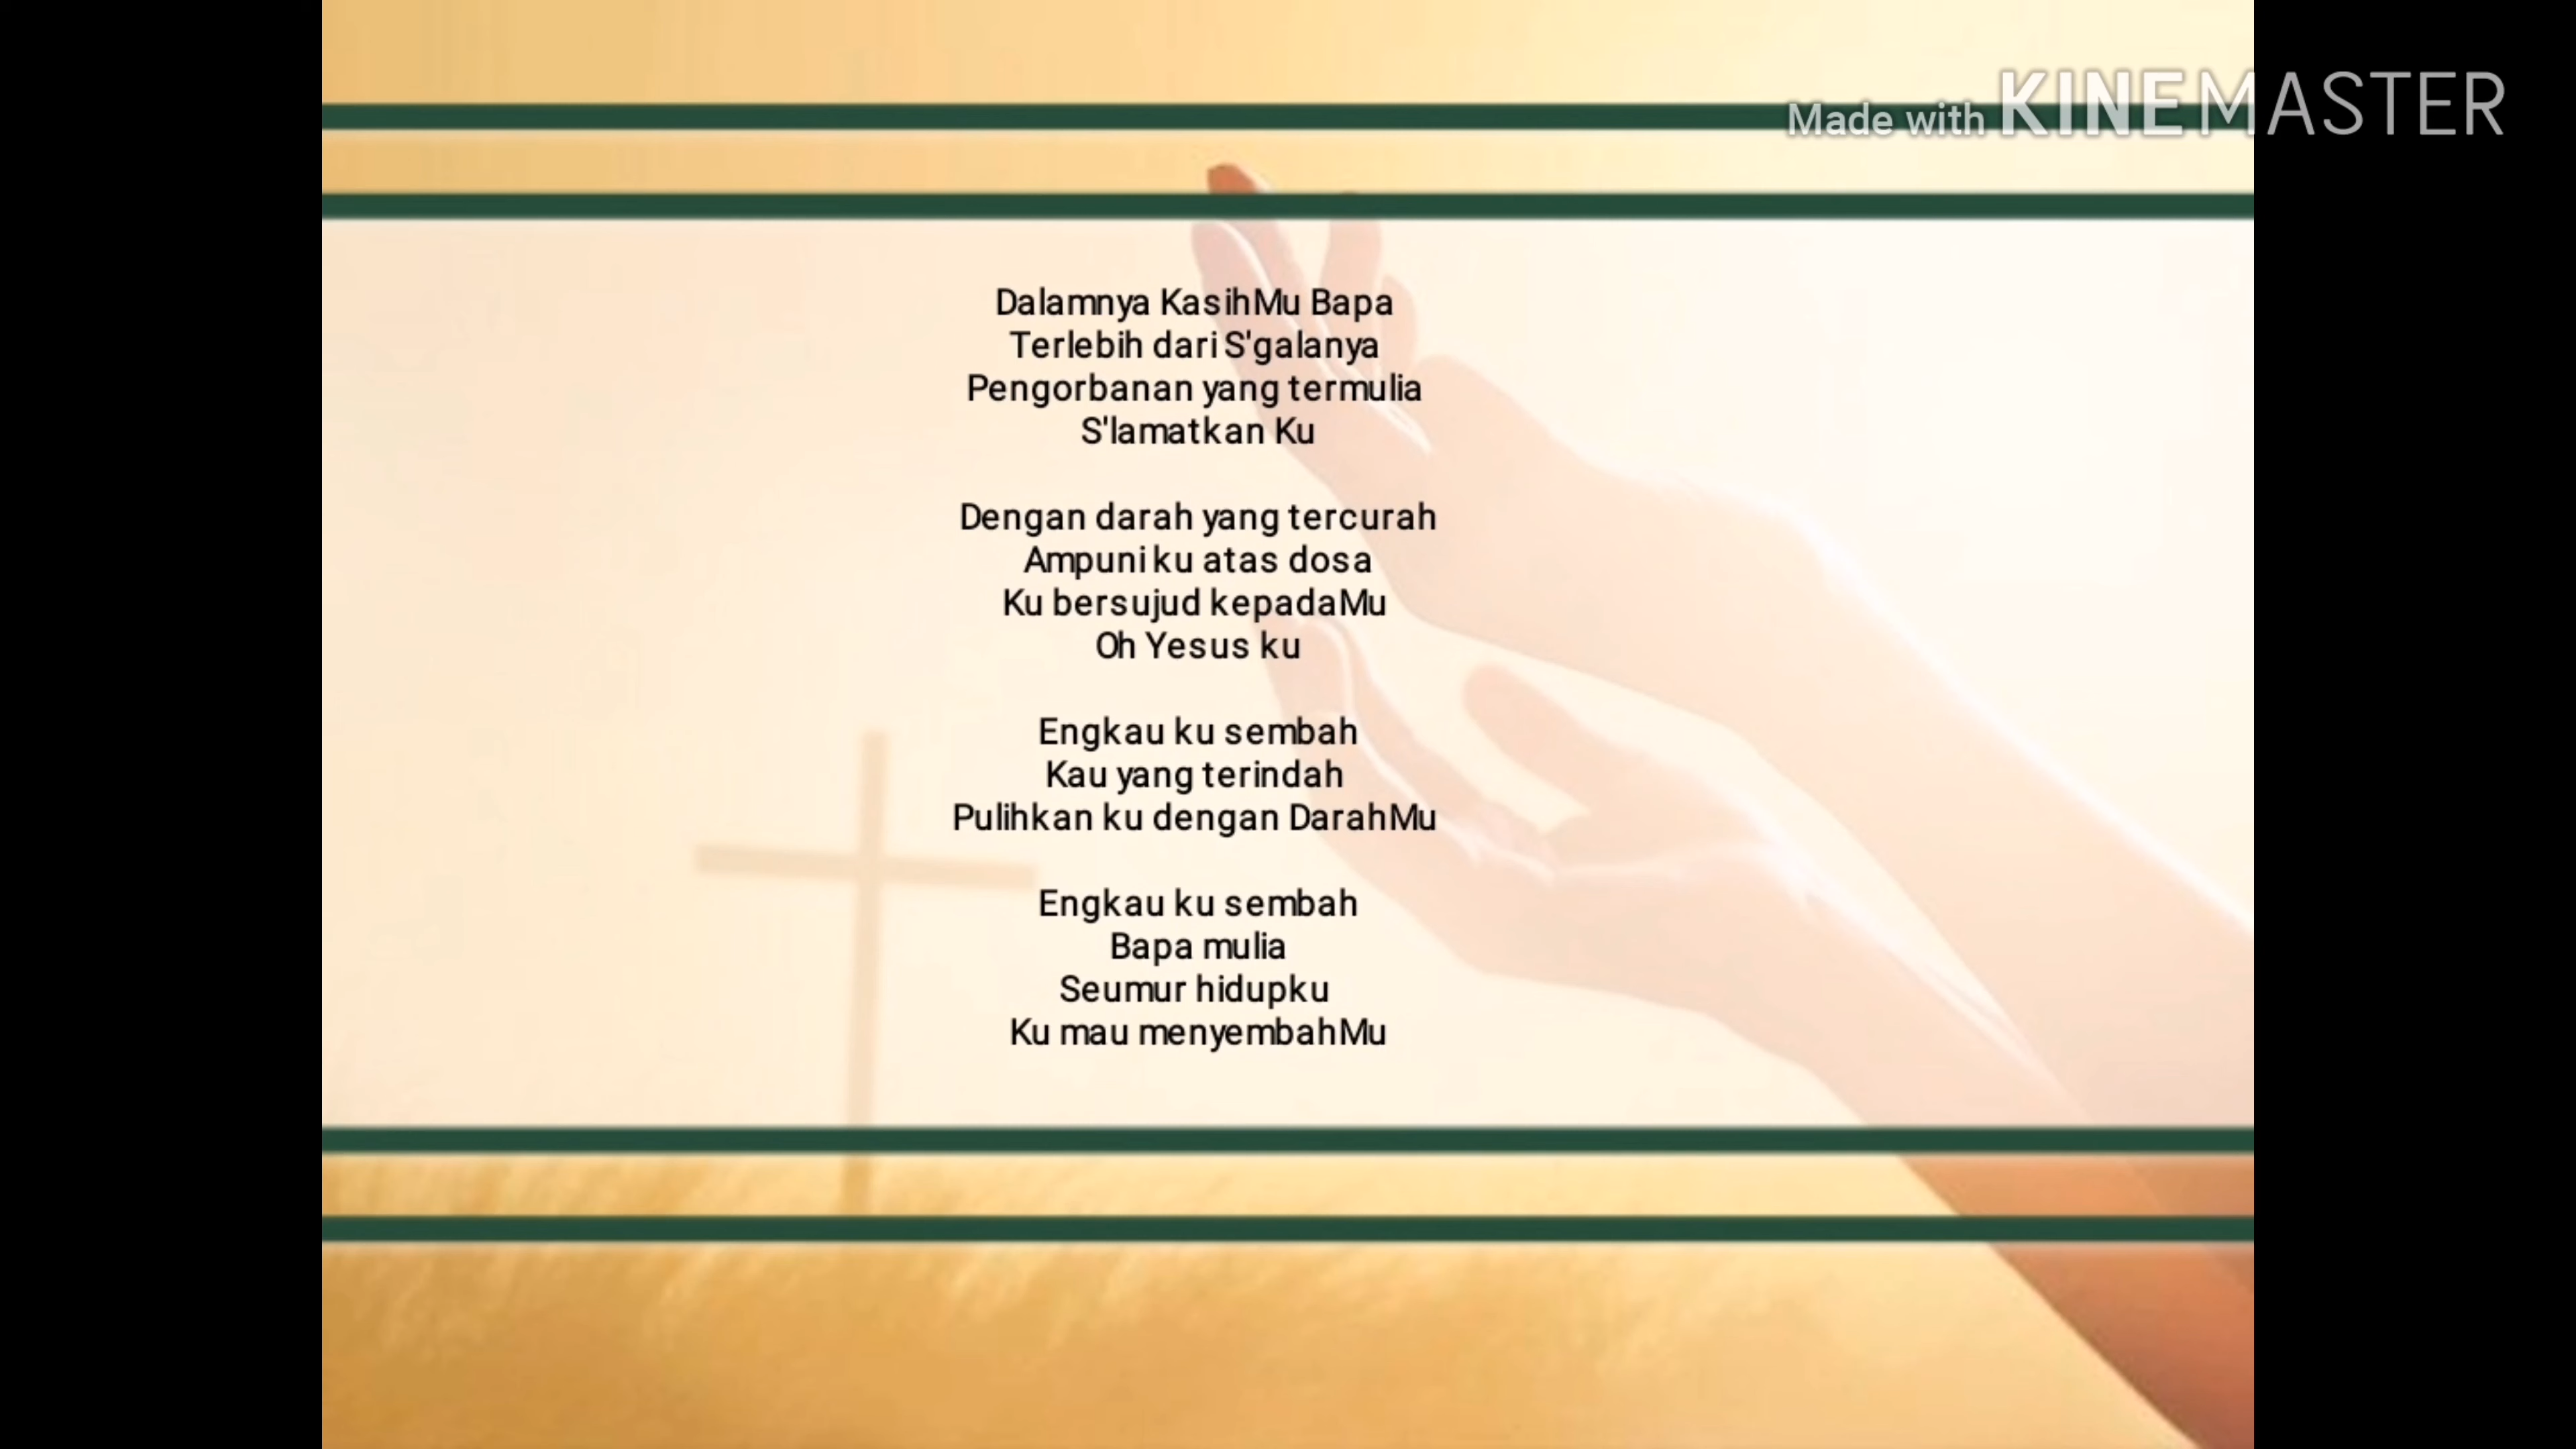 Made with KINEMASTER
Dalamnya KasihMu Bapa
Terlebih dari S'galanya
Pengorbanan yang termulia
S'lamatkan Ku
Dengan darah yang tercurah
Ampuni ku atas dosa
Ku bersujud kepadaMu
Oh Yesus ku
Engkau ku sembah
Kau yang terindah
Pulihkan ku dengan DarahMu
Engkau ku sembah
Bapa mulia
Seumur hidupku
Ku mau menyembahMu